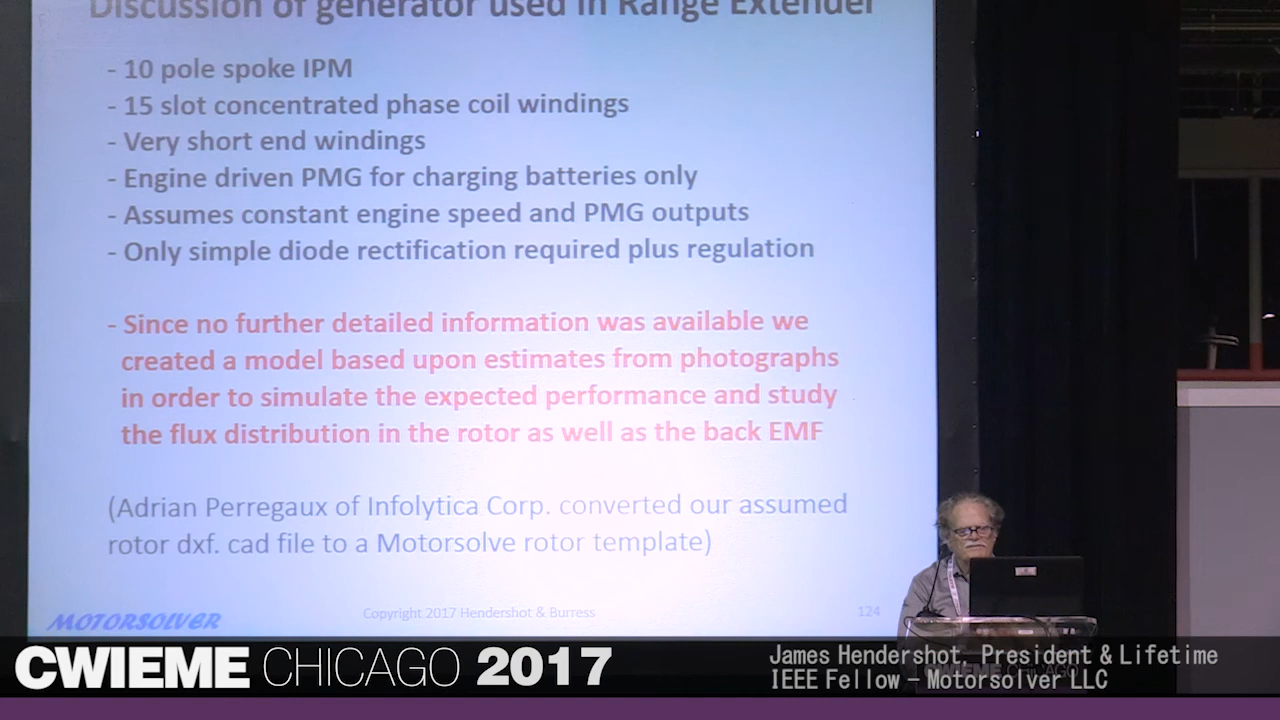 Discussion of generator used in Range Extender
- 10 pole spoke IPM
- 15 slot concentrated phase coil windings
- Very short end windings
- Engine driven PMG for charging batteries only
- Assumes constant engine speed and PMG outputs
- Only simple diode rectification required plus regulation
- Since no further detailed information was available we
created a model based upon estimates from photographs
in order to simulate the expected performance and study
the flux distribution in the rotor as well as the back EMF
(Adrian Perregaux of Infolytica Corp. converted our assumed
rotor dxf. cad file to a Motorsolve rotor template)
MOTORSOLVER
Copyright 2017 Hendershot & Burress
124
CWIEME CHICAGO 2017
James Hendershot, President & Lifetime
IEEE Fellow – Motorsolver LLC